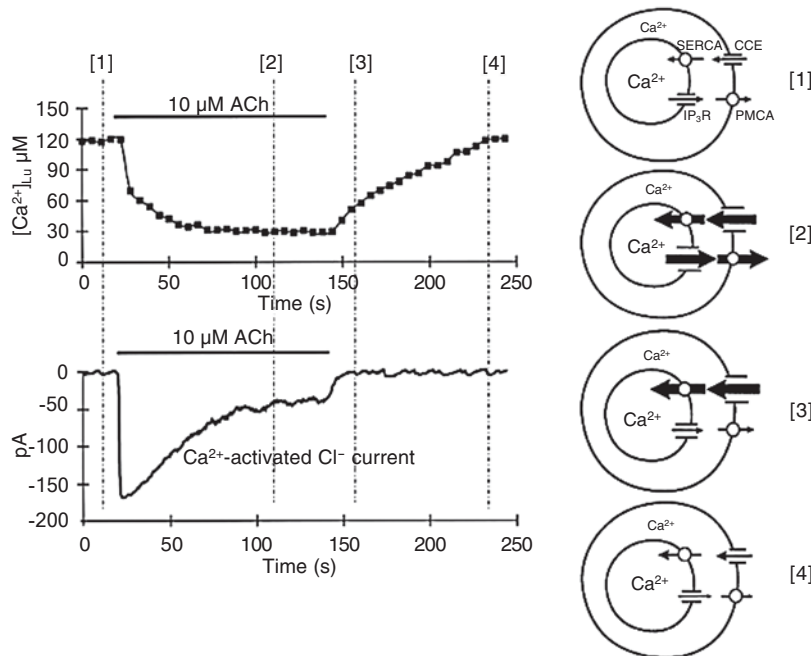 [1] [2] [3] [4]
10 µM ACh
[Ca²⁺]Lu µM
150
120
90
60
30
0
0 50 100 150 200 250
Time (s)
10 µM ACh
pA
0
-50
-100
-150
-200
Ca²⁺-activated Cl⁻ current
0 50 100 150 200 250
Time (s)
Ca²⁺
SERCA CCE
Ca²⁺
IP₃R PMCA
[1]
Ca²⁺
Ca²⁺
[2]
Ca²⁺
Ca²⁺
[3]
Ca²⁺
Ca²⁺
[4]